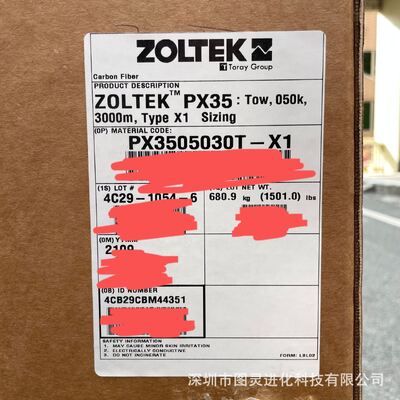 ZOLTEK
Toray Group
Carbon Fiber
PRODUCT DESCRIPTION
ZOLTEK™ PX35 : Tow, 050k,
3000m, Type X1 Sizing
(0P) MATERIAL CODE:
PX3505030T-X1
(1S) LOT #
LOT NET WT.
4C29-1054-6
680.9 kg (1501.0) lbs
(0M)
2109
(0B) ID NUMBER
4CB29CBM44351
SAFETY INFORMATION
1. MAY CAUSE MINOR SKIN IRRITATION
2. ELECTRICALLY CONDUCTIVE
3. DO NOT INCINERATE
FORM: LBL02
深圳市图灵进化科技有限公司